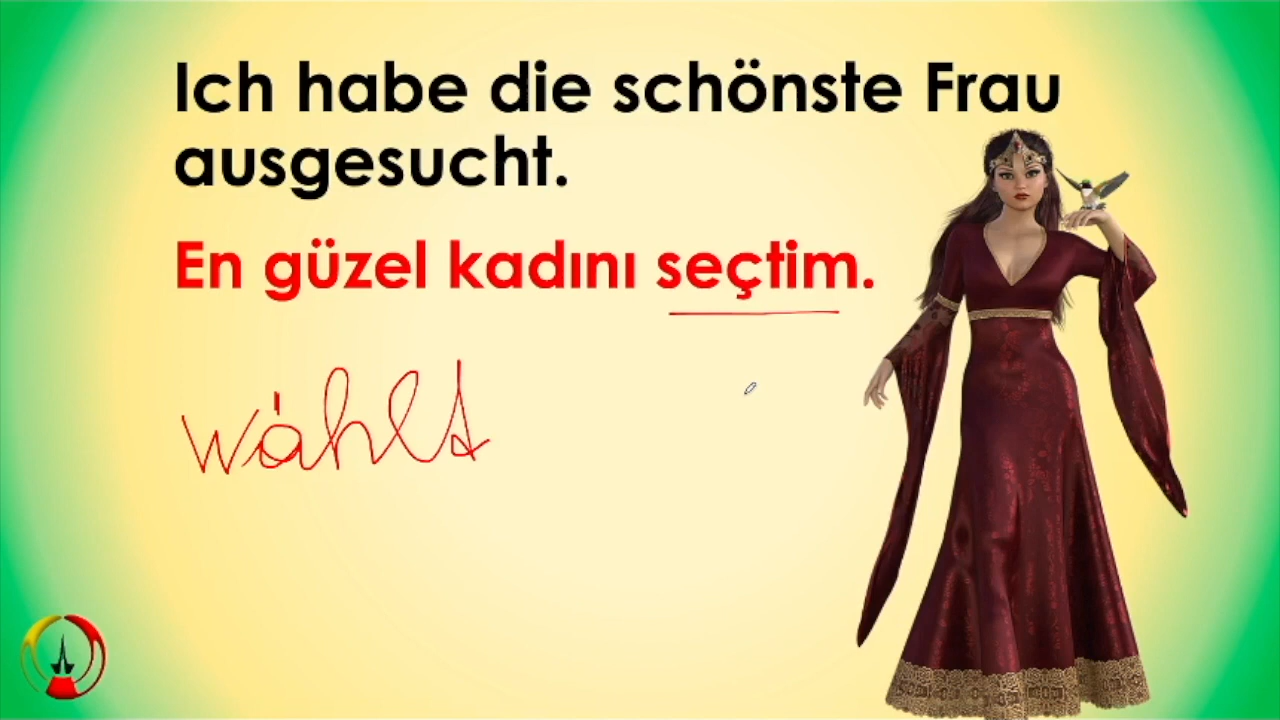 Ich habe die schönste Frau
ausgesucht.
En güzel kadını seçtim.
wählt